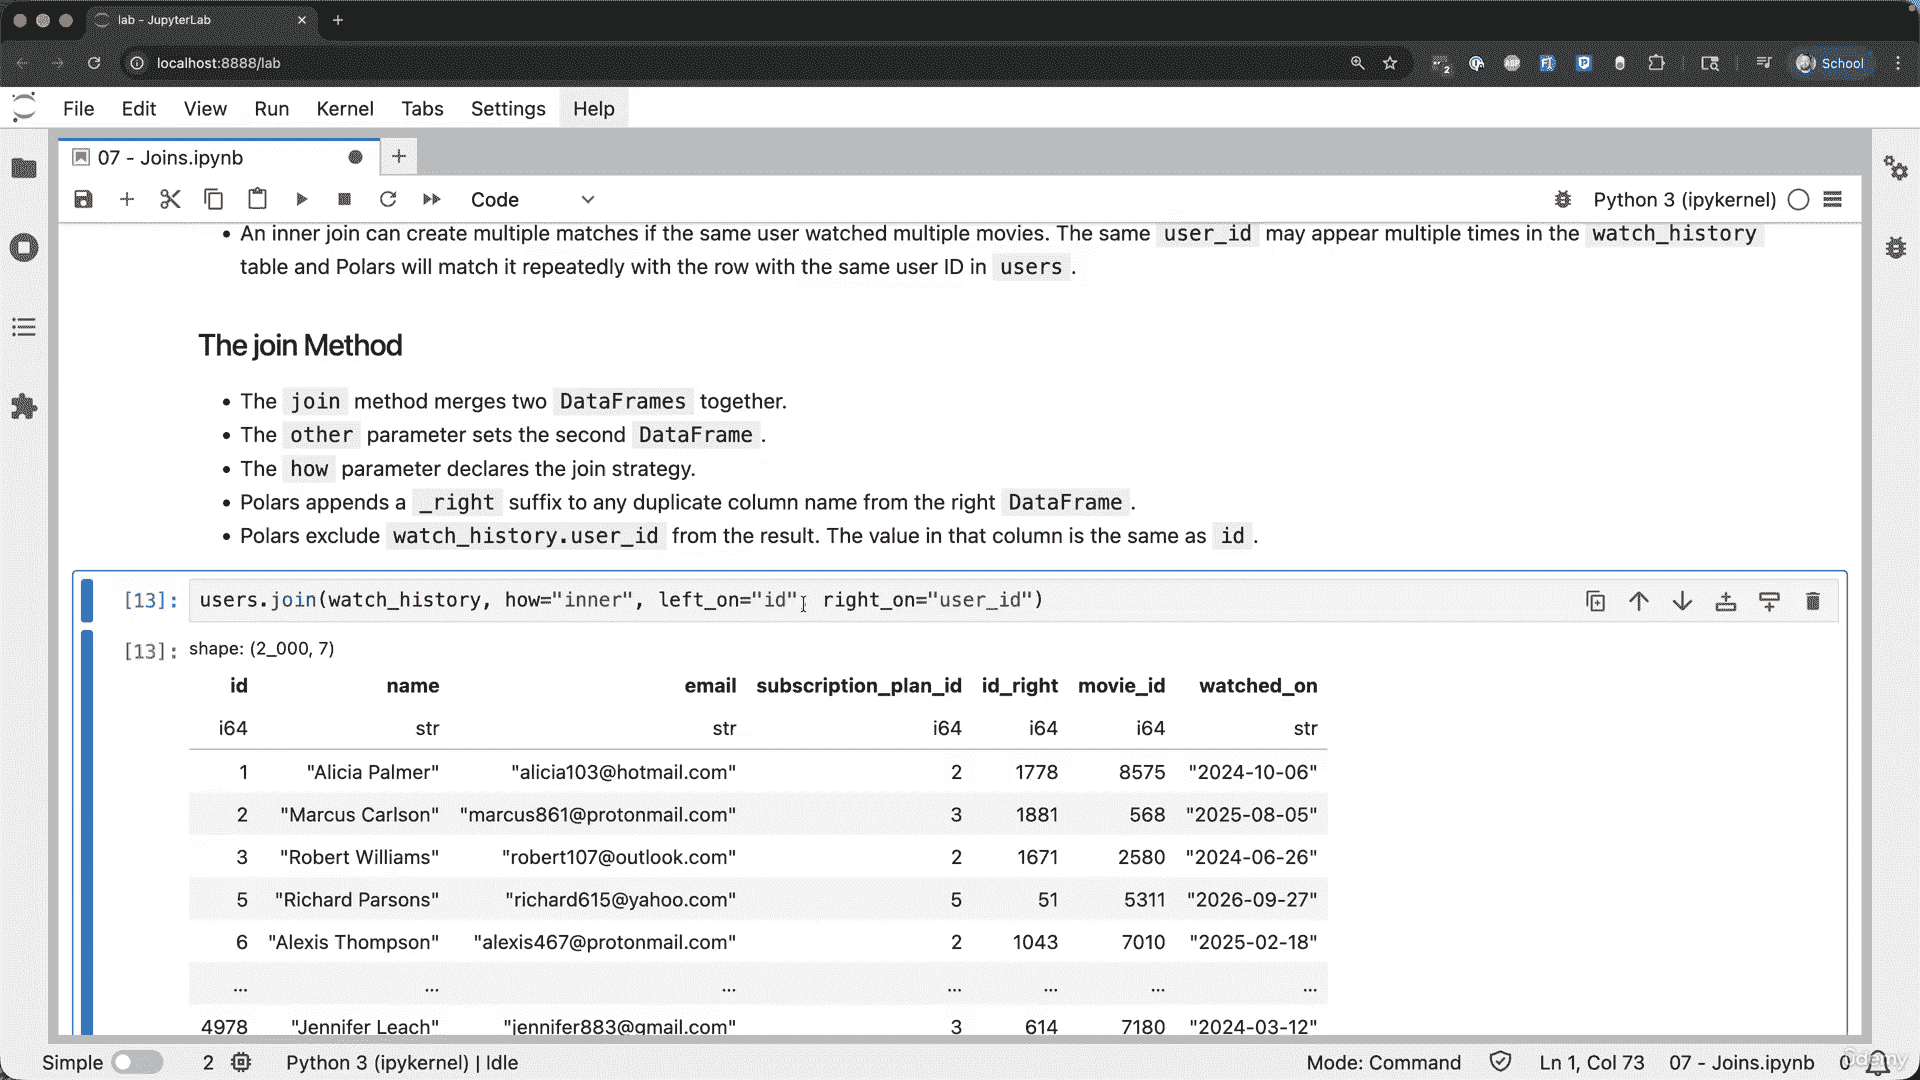 lab - JupyterLab
localhost:8888/lab
2
ABP
School
File Edit View Run Kernel Tabs Settings Help
07 - Joins.ipynb
Code
Python 3 (ipykernel)
• An inner join can create multiple matches if the same user watched multiple movies. The same user_id may appear multiple times in the watch_history
table and Polars will match it repeatedly with the row with the same user ID in users .
The join Method
• The join method merges two DataFrames together.
• The other parameter sets the second DataFrame .
• The how parameter declares the join strategy.
• Polars appends a _right suffix to any duplicate column name from the right DataFrame .
• Polars exclude watch_history.user_id from the result. The value in that column is the same as id .
[13]: users.join(watch_history, how="inner", left_on="id", right_on="user_id")
[13]: shape: (2_000, 7)
id name email subscription_plan_id id_right movie_id watched_on
i64 str str i64 i64 i64 str
1 "Alicia Palmer" "alicia103@hotmail.com" 2 1778 8575 "2024-10-06"
2 "Marcus Carlson" "marcus861@protonmail.com" 3 1881 568 "2025-08-05"
3 "Robert Williams" "robert107@outlook.com" 2 1671 2580 "2024-06-26"
5 "Richard Parsons" "richard615@yahoo.com" 5 51 5311 "2026-09-27"
6 "Alexis Thompson" "alexis467@protonmail.com" 2 1043 7010 "2025-02-18"
… … … … … … …
4978 "Jennifer Leach" "jennifer883@gmail.com" 3 614 7180 "2024-03-12"
Simple 2 Python 3 (ipykernel) | Idle Mode: Command Ln 1, Col 73 07 - Joins.ipynb 0
Udemy